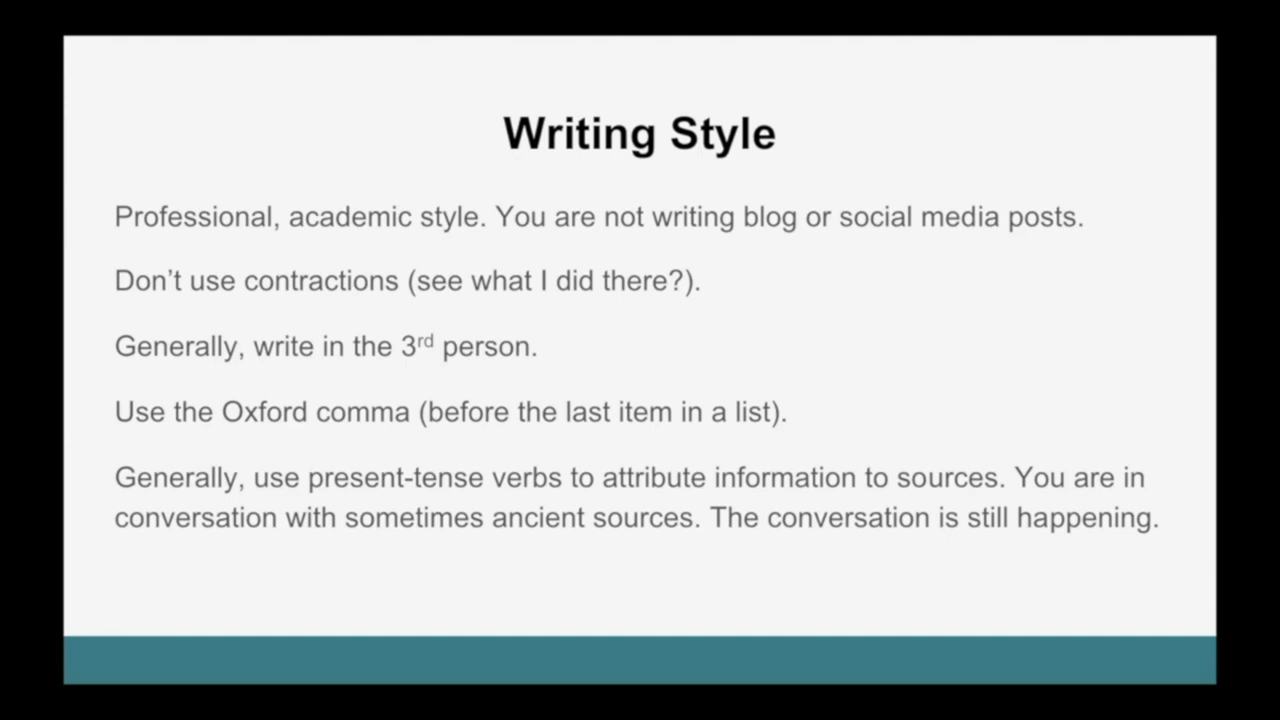 Writing Style
Professional, academic style. You are not writing blog or social media posts.
Don’t use contractions (see what I did there?).
Generally, write in the 3rd person.
Use the Oxford comma (before the last item in a list).
Generally, use present-tense verbs to attribute information to sources. You are in
conversation with sometimes ancient sources. The conversation is still happening.